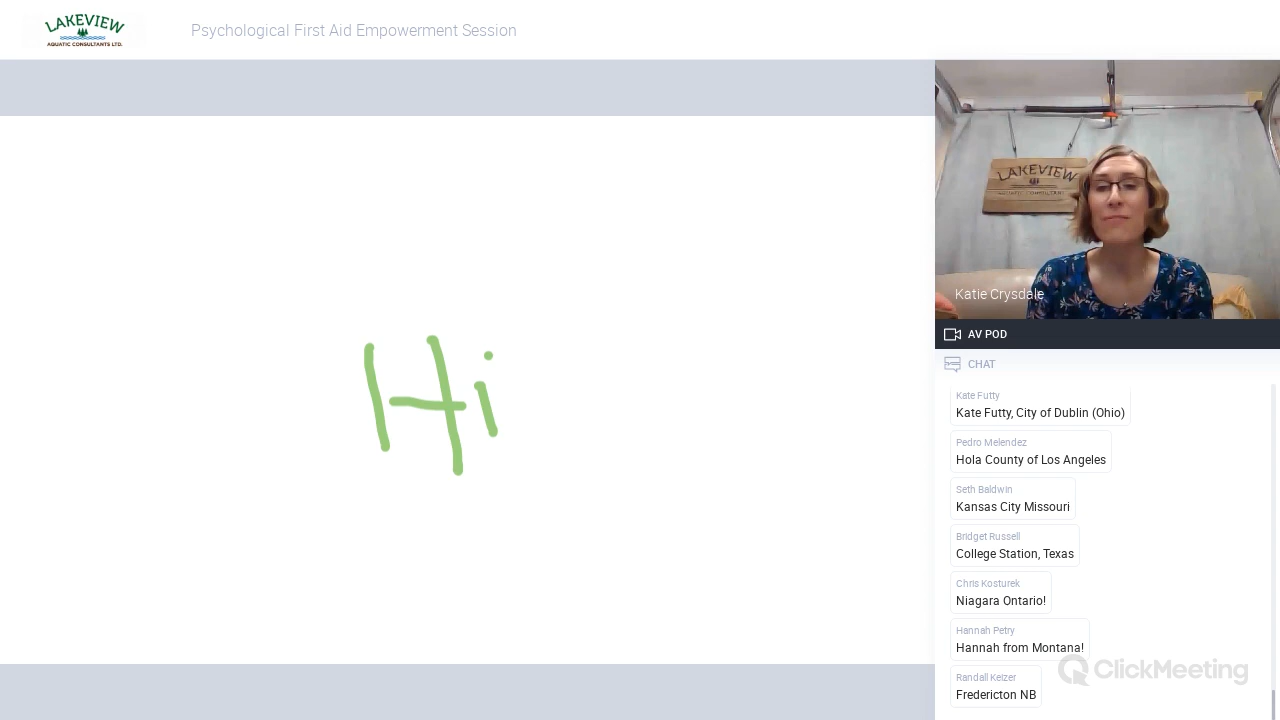 LAKEVIEW
AQUATIC CONSULTANTS LTD.
Psychological First Aid Empowerment Session
Hi
LAKEVIEW
Katie Crysdale
AV POD
CHAT
Kate Futty
Kate Futty, City of Dublin (Ohio)
Pedro Melendez
Hola County of Los Angeles
Seth Baldwin
Kansas City Missouri
Bridget Russell
College Station, Texas
Chris Kosturek
Niagara Ontario!
Hannah Petry
Hannah from Montana!
Randall Keizer
Fredericton NB
ClickMeeting